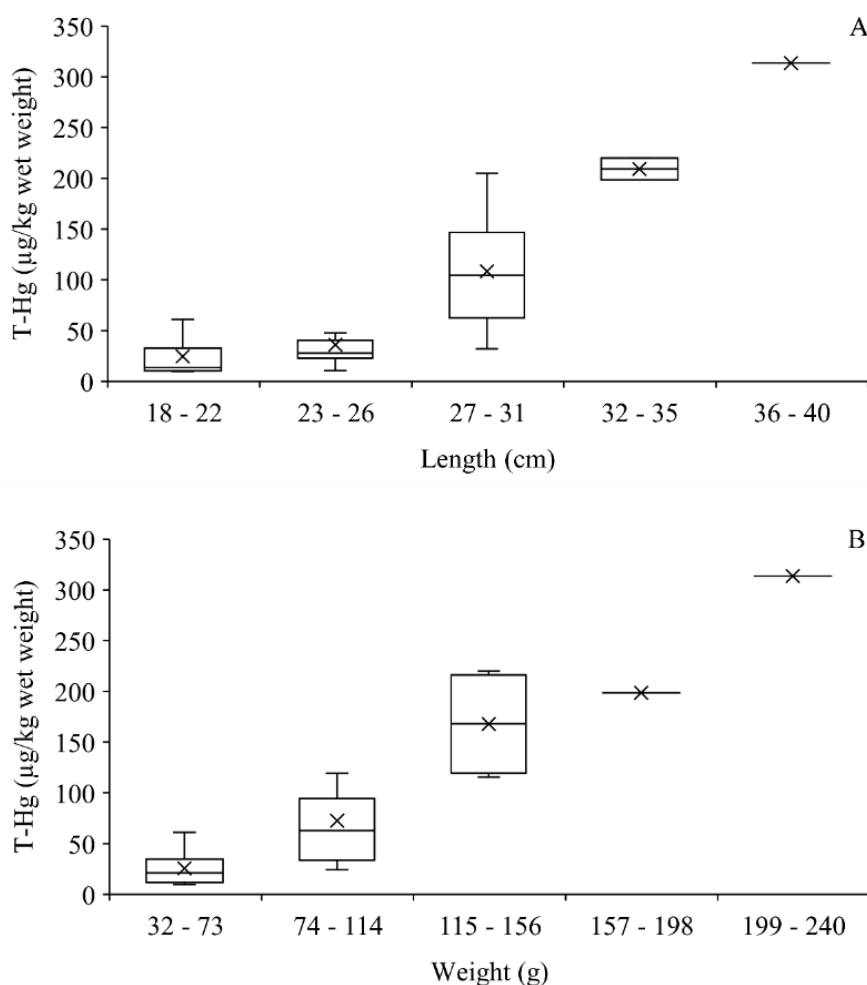 A
T-Hg (µg/kg wet weight)
350
300
250
200
150
100
50
0
18 - 22 23 - 26 27 - 31 32 - 35 36 - 40
Length (cm)
B
T-Hg (µg/kg wet weight)
350
300
250
200
150
100
50
0
32 - 73 74 - 114 115 - 156 157 - 198 199 - 240
Weight (g)